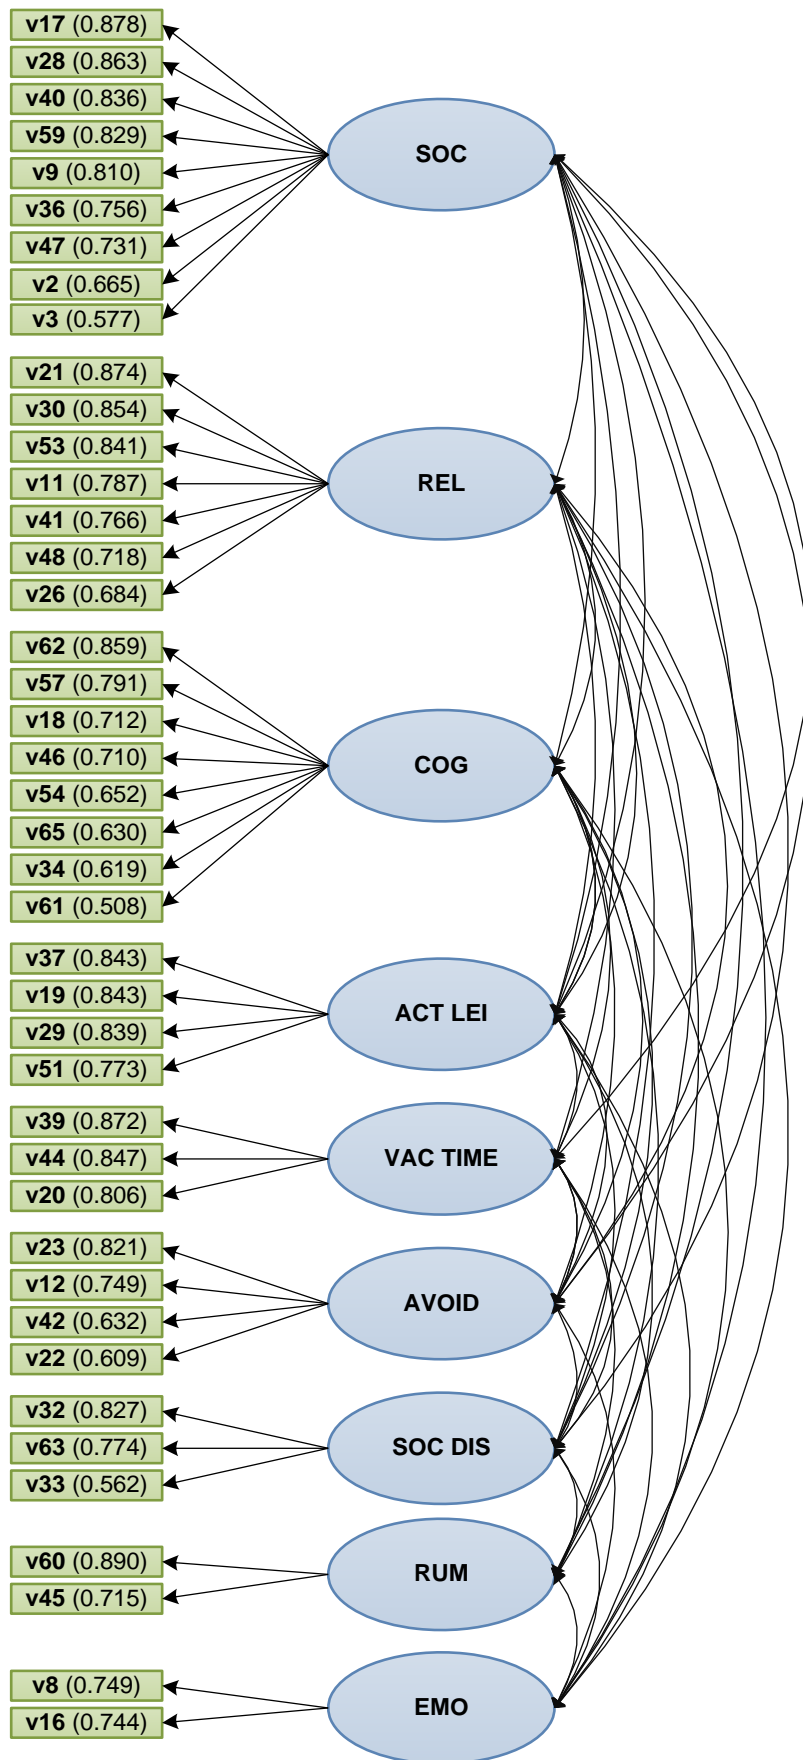 v17 (0.878)
v28 (0.863)
v40 (0.836)
v59 (0.829)
v9 (0.810)
v36 (0.756)
v47 (0.731)
v2 (0.665)
v3 (0.577)
SOC
v21 (0.874)
v30 (0.854)
v53 (0.841)
v11 (0.787)
v41 (0.766)
v48 (0.718)
v26 (0.684)
REL
v62 (0.859)
v57 (0.791)
v18 (0.712)
v46 (0.710)
v54 (0.652)
v65 (0.630)
v34 (0.619)
v61 (0.508)
COG
v37 (0.843)
v19 (0.843)
v29 (0.839)
v51 (0.773)
ACT LEI
v39 (0.872)
v44 (0.847)
v20 (0.806)
VAC TIME
v23 (0.821)
v12 (0.749)
v42 (0.632)
v22 (0.609)
AVOID
v32 (0.827)
v63 (0.774)
v33 (0.562)
SOC DIS
v60 (0.890)
v45 (0.715)
RUM
v8 (0.749)
v16 (0.744)
EMO